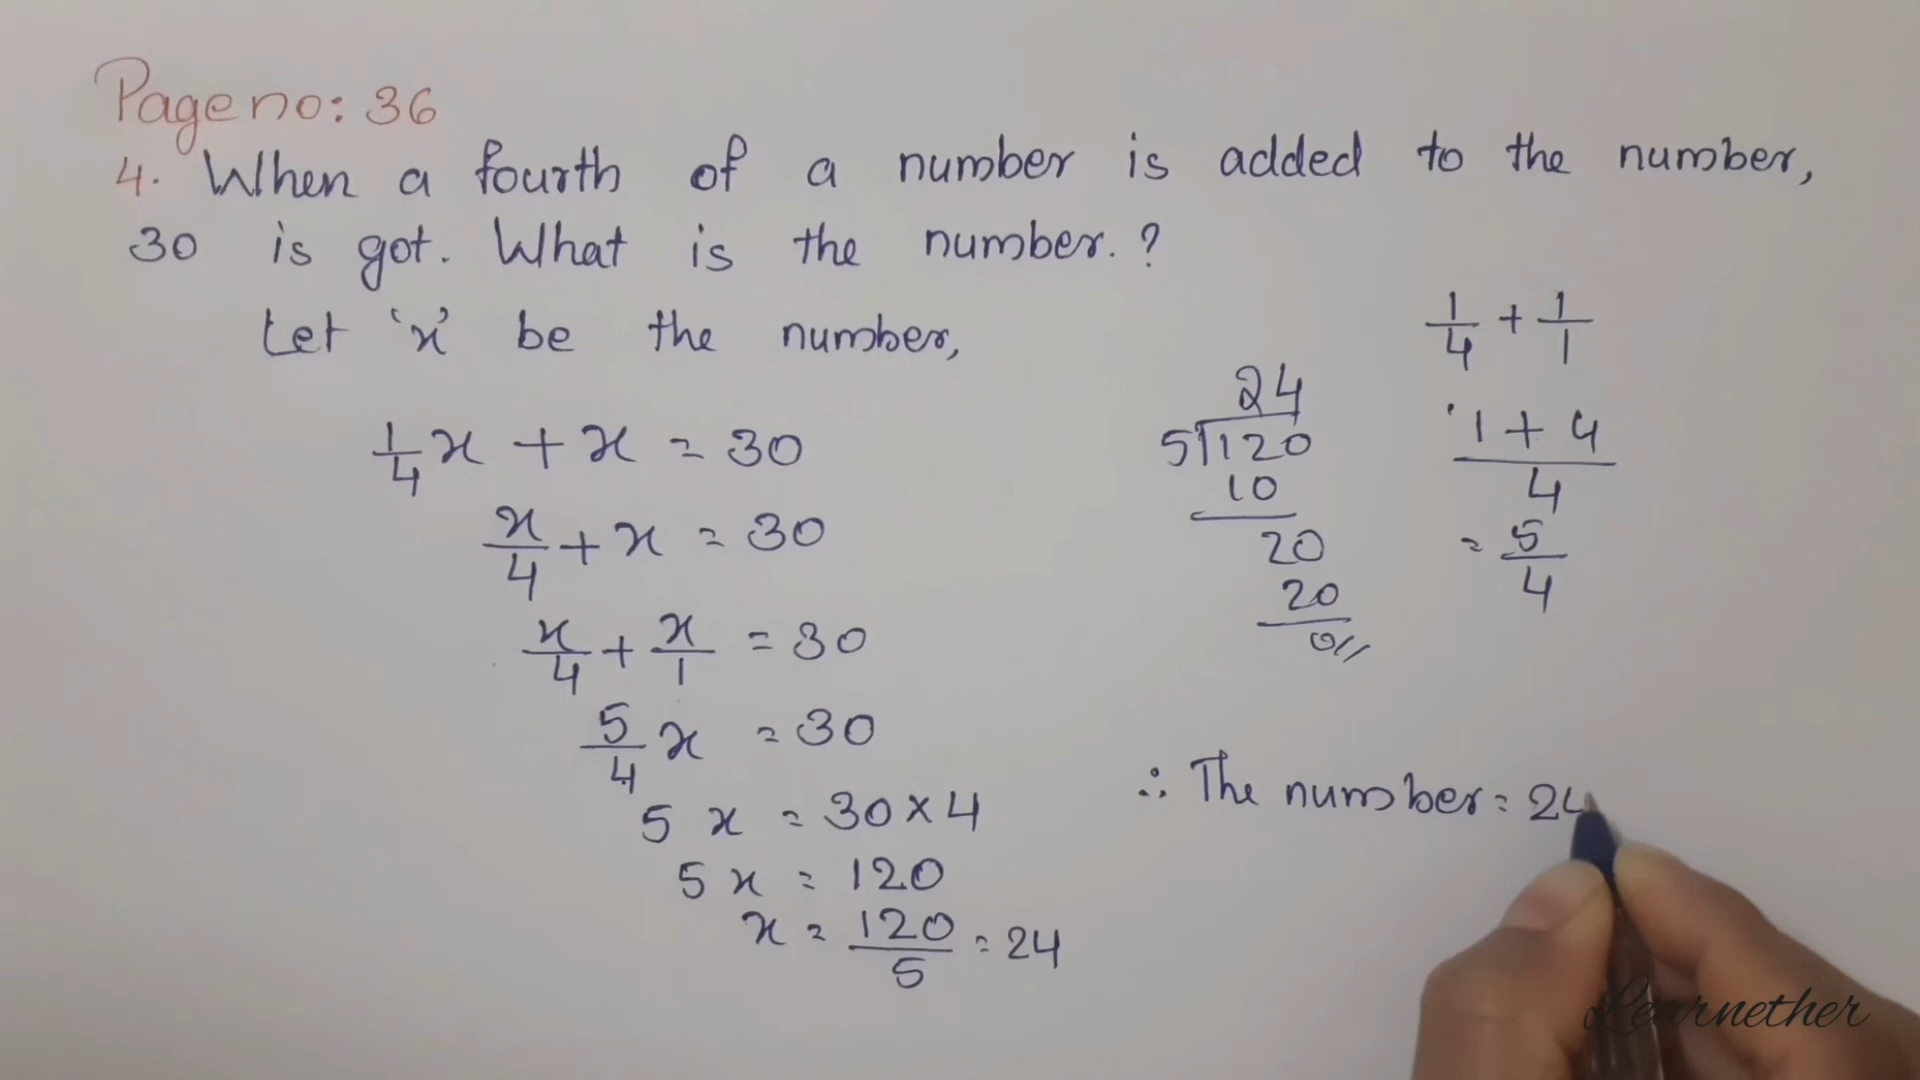 Page no: 36
4. When a fourth of a number is added to the number,
30 is got. What is the number.?
Let 'x' be the number,
1/4 x + x = 30
x/4 + x = 30
x/4 + x/1 = 30
5/4 x = 30
5 x = 30 × 4
5 x = 120
x = 120/5 = 24
24
5)120
10
20
20
0//
1/4 + 1/1
1 + 4
4
= 5/4
∴ The number = 24
Learnether